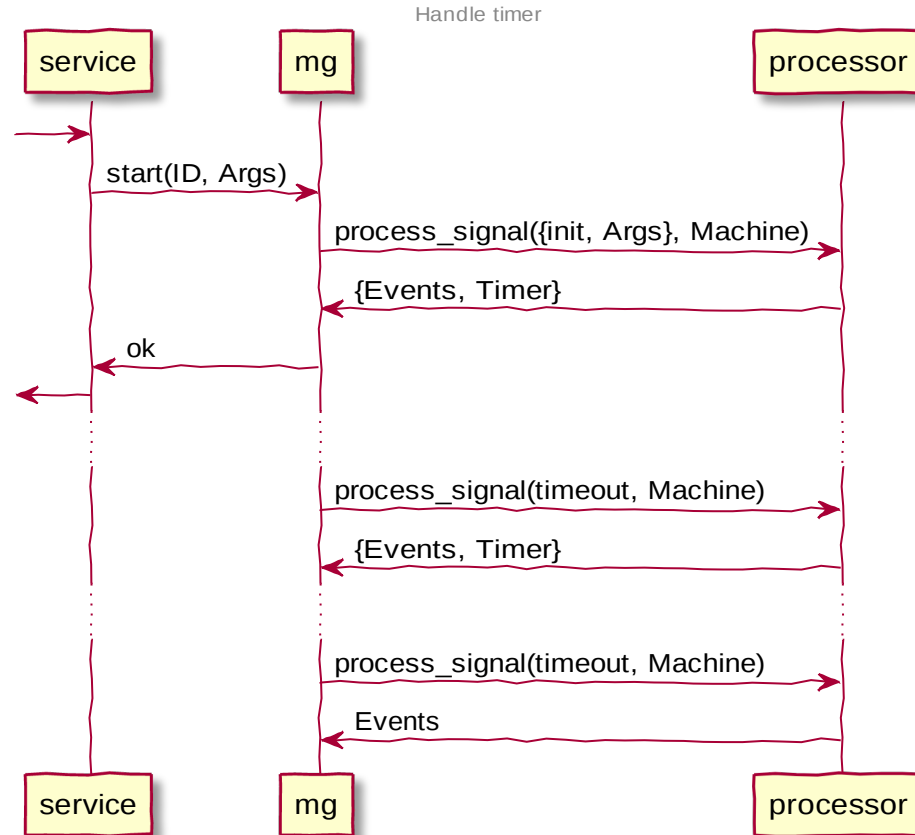 Handle timer
service mg processor
start(ID, Args)
process_signal({init, Args}, Machine)
{Events, Timer}
ok
process_signal(timeout, Machine)
{Events, Timer}
process_signal(timeout, Machine)
Events
service mg processor